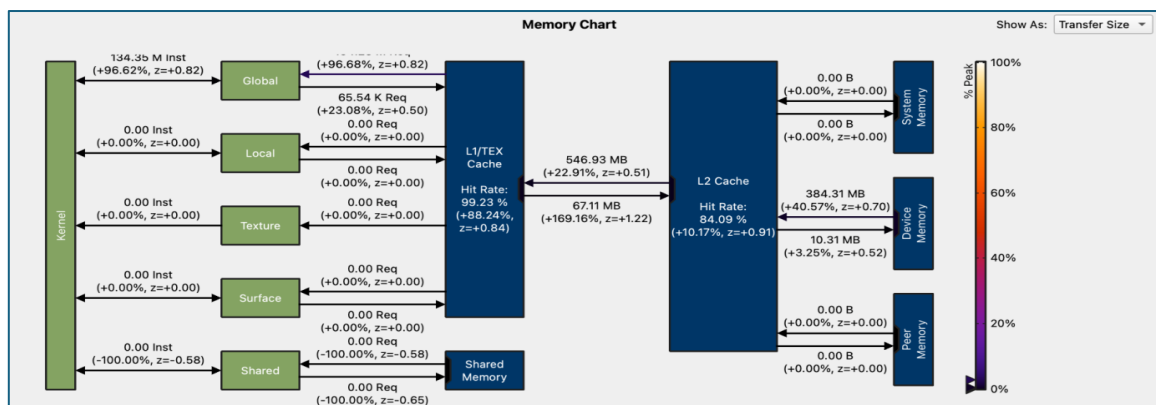 Memory Chart
Show As: Transfer Size
134.35 M Inst
(+96.62%, z=+0.82)
Global
Req
(+96.68%, z=+0.82)
65.54 K Req
(+23.08%, z=+0.50)
0.00 Inst
(+0.00%, z=+0.00)
Local
0.00 Req
(+0.00%, z=+0.00)
0.00 Req
(+0.00%, z=+0.00)
0.00 Inst
(+0.00%, z=+0.00)
Texture
0.00 Req
(+0.00%, z=+0.00)
0.00 Inst
(+0.00%, z=+0.00)
Surface
0.00 Req
(+0.00%, z=+0.00)
0.00 Req
(+0.00%, z=+0.00)
0.00 Inst
(-100.00%, z=-0.58)
Shared
0.00 Req
(-100.00%, z=-0.58)
0.00 Req
(-100.00%, z=-0.65)
Kernel
L1/TEX
Cache
Hit Rate:
99.23 %
(+88.24%,
z=+0.84)
Shared
Memory
546.93 MB
(+22.91%, z=+0.51)
67.11 MB
(+169.16%, z=+1.22)
L2 Cache
Hit Rate:
84.09 %
(+10.17%, z=+0.91)
0.00 B
(+0.00%, z=+0.00)
0.00 B
(+0.00%, z=+0.00)
System
Memory
384.31 MB
(+40.57%, z=+0.70)
10.31 MB
(+3.25%, z=+0.52)
Device
Memory
0.00 B
(+0.00%, z=+0.00)
0.00 B
(+0.00%, z=+0.00)
Peer
Memory
% Peak
100%
80%
60%
40%
20%
0%